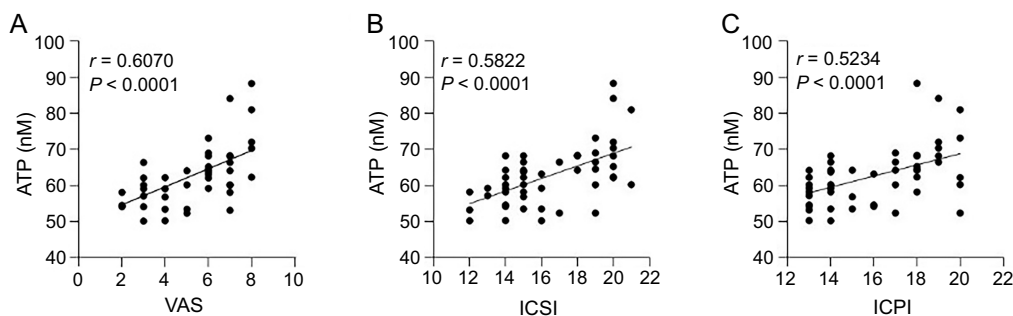 A
ATP (nM)
100
90
80
70
60
50
40
r = 0.6070
P < 0.0001
0 2 4 6 8 10
VAS
B
ATP (nM)
100
90
80
70
60
50
40
r = 0.5822
P < 0.0001
10 12 14 16 18 20 22
ICSI
C
ATP (nM)
100
90
80
70
60
50
40
r = 0.5234
P < 0.0001
12 14 16 18 20 22
ICPI